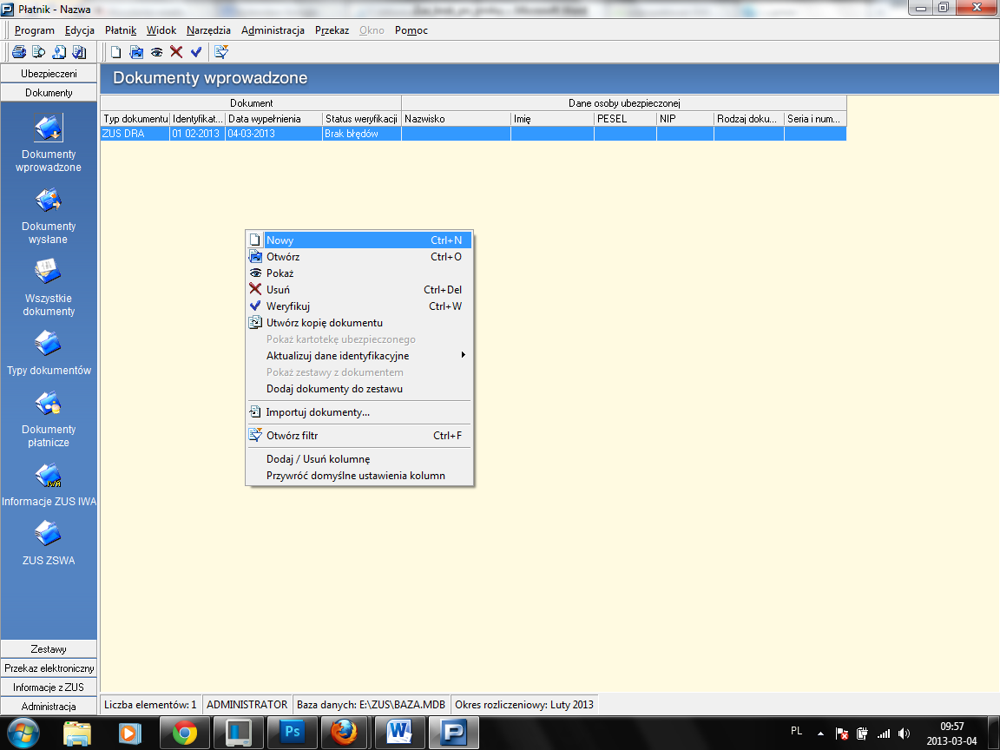 Płatnik - Nazwa
Program Edycja Płatnik Widok Narzędzia Administracja Przekaz Okno Pomoc
Ubezpieczeni
Dokumenty
Dokumenty
wprowadzone
Dokumenty
wysłane
Wszystkie
dokumenty
Typy dokumentów
Dokumenty
płatnicze
IWA
Informacje ZUS IWA
ZUS ZSWA
Zestawy
Przekaz elektroniczny
Informacje z ZUS
Administracja
Dokumenty wprowadzone
Dokument Dane osoby ubezpieczonej
Typ dokumentu Identyfikat... Data wypełnienia Status weryfikacji Nazwisko Imię PESEL NIP Rodzaj doku... Seria i num...
ZUS DRA 01 02-2013 04-03-2013 Brak błędów
Nowy Ctrl+N
Otwórz Ctrl+O
Pokaż
Usuń Ctrl+Del
Weryfikuj Ctrl+W
Utwórz kopię dokumentu
Pokaż kartotekę ubezpieczonego
Aktualizuj dane identyfikacyjne
Pokaż zestawy z dokumentem
Dodaj dokumenty do zestawu
Importuj dokumenty...
Otwórz filtr Ctrl+F
Dodaj / Usuń kolumnę
Przywróć domyślne ustawienia kolumn
Liczba elementów: 1 ADMINISTRATOR Baza danych: E:\ZUS\BAZA.MDB Okres rozliczeniowy: Luty 2013
Ps W P PL 09:57
2013-03-04